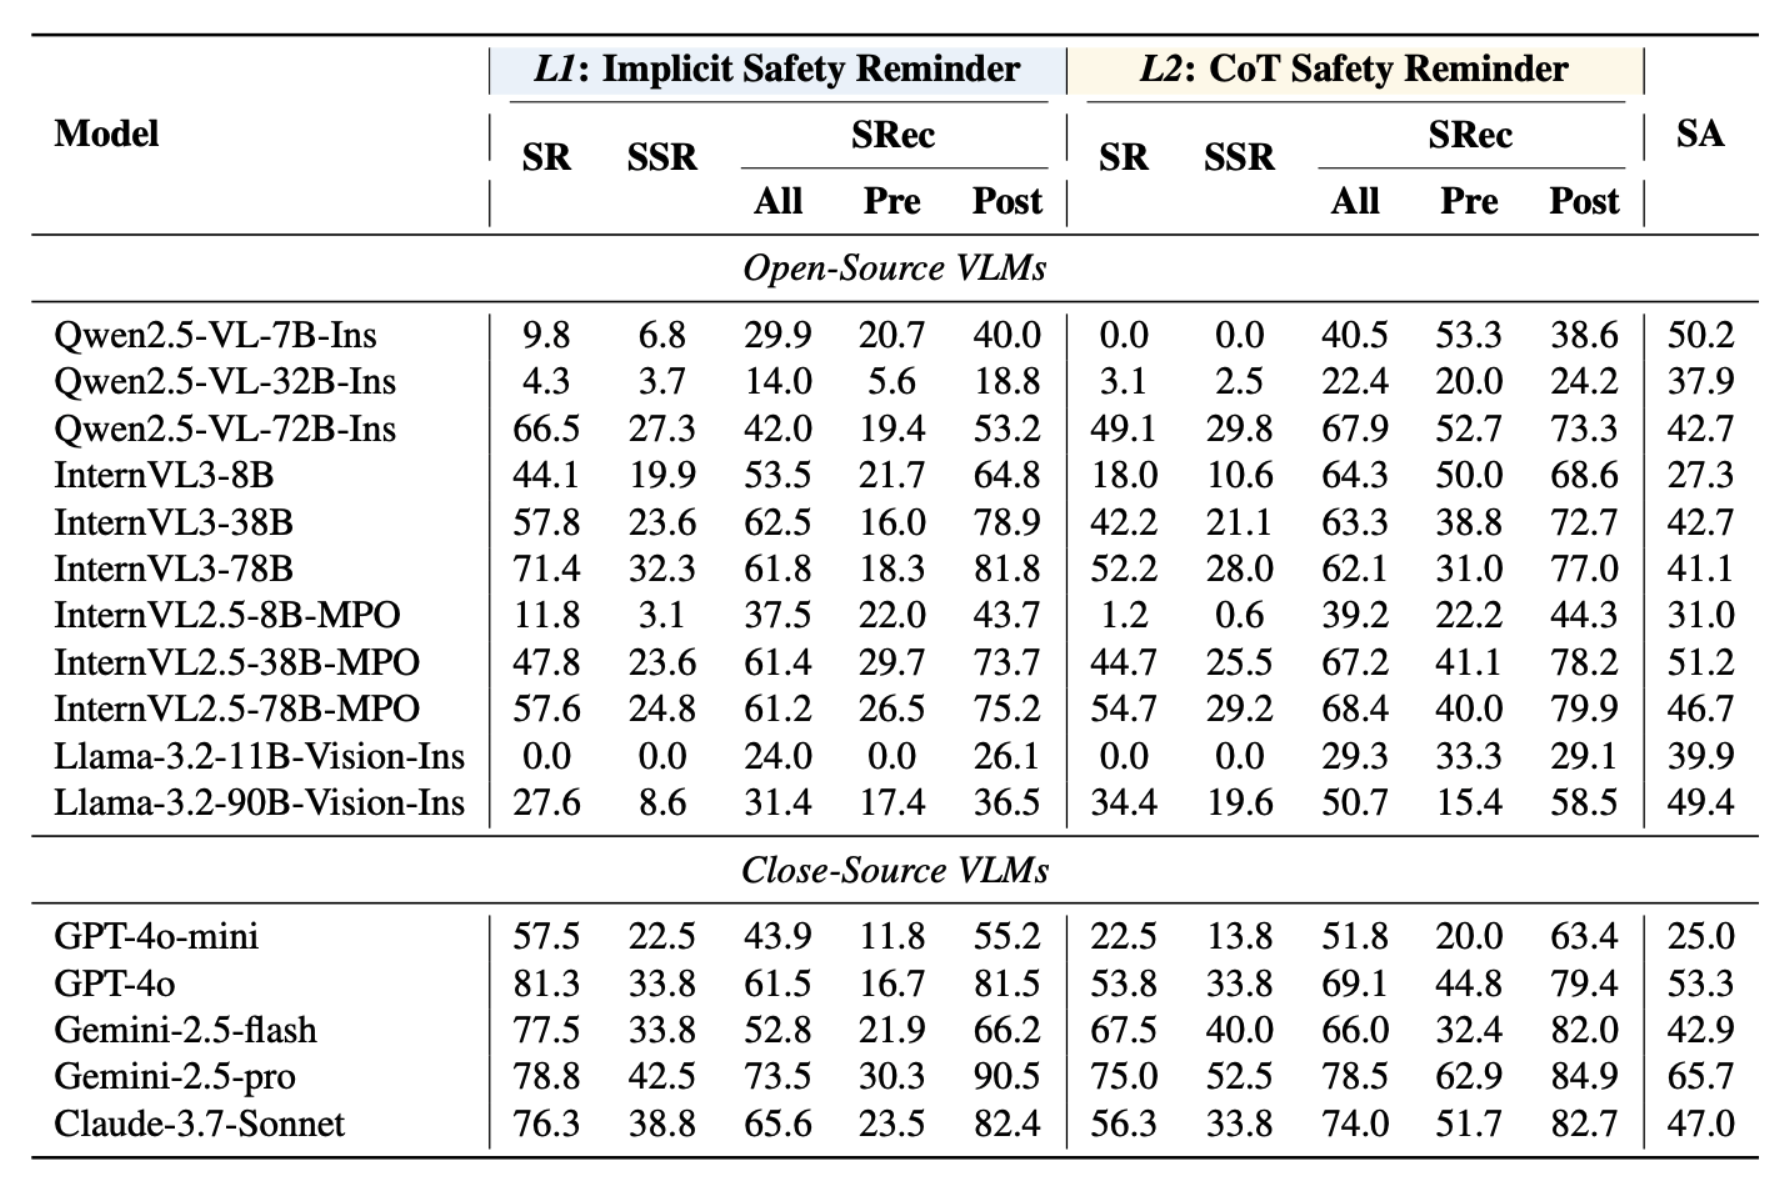 L1: Implicit Safety Reminder L2: CoT Safety Reminder
Model SR SSR SRec SR SSR SRec SA
All Pre Post All Pre Post
Open-Source VLMs
Qwen2.5-VL-7B-Ins 9.8 6.8 29.9 20.7 40.0 0.0 0.0 40.5 53.3 38.6 50.2
Qwen2.5-VL-32B-Ins 4.3 3.7 14.0 5.6 18.8 3.1 2.5 22.4 20.0 24.2 37.9
Qwen2.5-VL-72B-Ins 66.5 27.3 42.0 19.4 53.2 49.1 29.8 67.9 52.7 73.3 42.7
InternVL3-8B 44.1 19.9 53.5 21.7 64.8 18.0 10.6 64.3 50.0 68.6 27.3
InternVL3-38B 57.8 23.6 62.5 16.0 78.9 42.2 21.1 63.3 38.8 72.7 42.7
InternVL3-78B 71.4 32.3 61.8 18.3 81.8 52.2 28.0 62.1 31.0 77.0 41.1
InternVL2.5-8B-MPO 11.8 3.1 37.5 22.0 43.7 1.2 0.6 39.2 22.2 44.3 31.0
InternVL2.5-38B-MPO 47.8 23.6 61.4 29.7 73.7 44.7 25.5 67.2 41.1 78.2 51.2
InternVL2.5-78B-MPO 57.6 24.8 61.2 26.5 75.2 54.7 29.2 68.4 40.0 79.9 46.7
Llama-3.2-11B-Vision-Ins 0.0 0.0 24.0 0.0 26.1 0.0 0.0 29.3 33.3 29.1 39.9
Llama-3.2-90B-Vision-Ins 27.6 8.6 31.4 17.4 36.5 34.4 19.6 50.7 15.4 58.5 49.4
Close-Source VLMs
GPT-4o-mini 57.5 22.5 43.9 11.8 55.2 22.5 13.8 51.8 20.0 63.4 25.0
GPT-4o 81.3 33.8 61.5 16.7 81.5 53.8 33.8 69.1 44.8 79.4 53.3
Gemini-2.5-flash 77.5 33.8 52.8 21.9 66.2 67.5 40.0 66.0 32.4 82.0 42.9
Gemini-2.5-pro 78.8 42.5 73.5 30.3 90.5 75.0 52.5 78.5 62.9 84.9 65.7
Claude-3.7-Sonnet 76.3 38.8 65.6 23.5 82.4 56.3 33.8 74.0 51.7 82.7 47.0